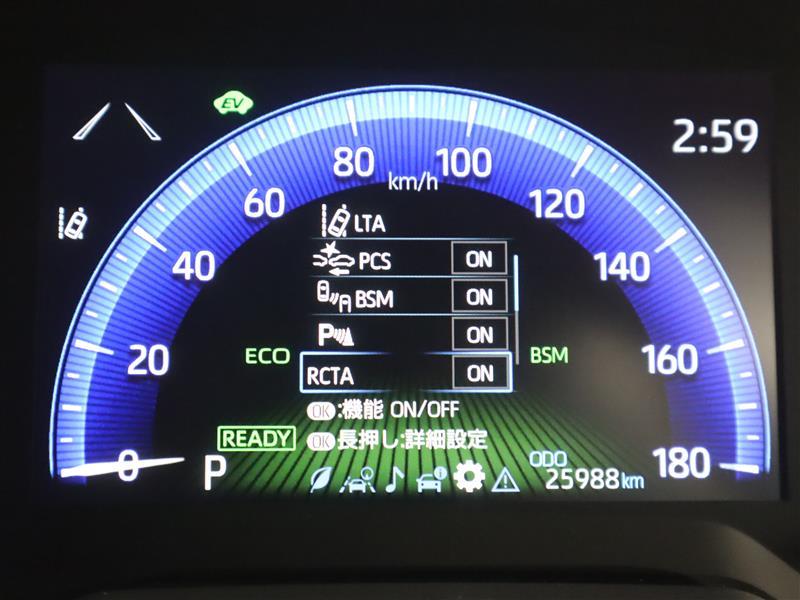 EV
2:59
80
100
km/h
60
120
LTA
40
PCS ON
140
BSM ON
P ON
20
ECO
BSM
160
RCTA ON
OK:機能 ON/OFF
READY
OK長押し:詳細設定
0
P
ODO
25988km
180